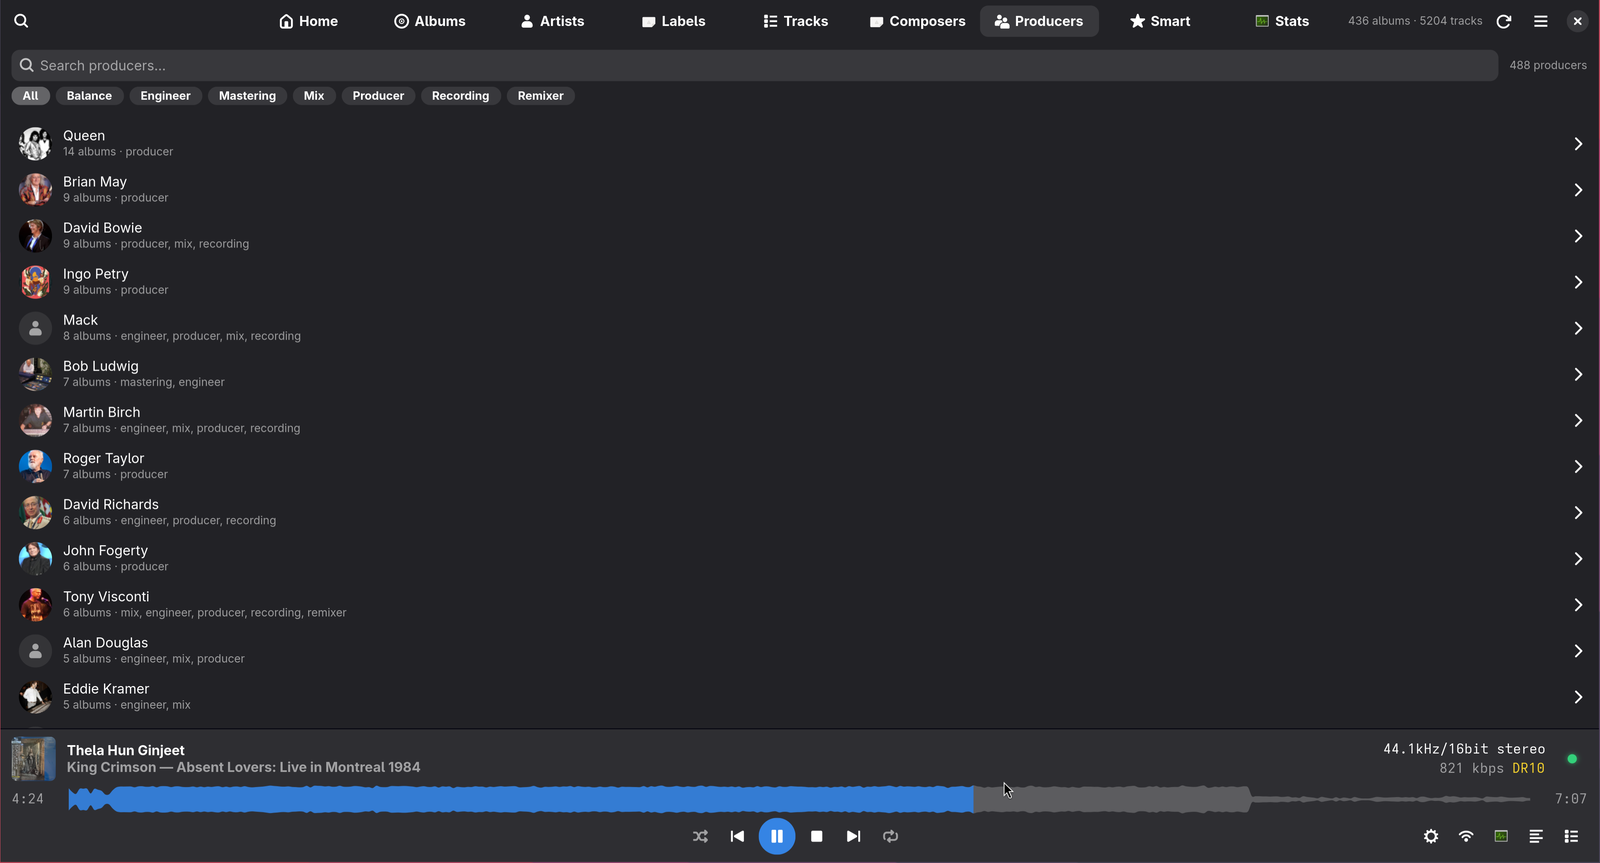 Home
Albums
Artists
Labels
Tracks
Composers
Producers
Smart
Stats
436 albums · 5204 tracks
Search producers...
488 producers
All
Balance
Engineer
Mastering
Mix
Producer
Recording
Remixer
Queen
14 albums · producer
Brian May
9 albums · producer
David Bowie
9 albums · producer, mix, recording
Ingo Petry
9 albums · producer
Mack
8 albums · engineer, producer, mix, recording
Bob Ludwig
7 albums · mastering, engineer
Martin Birch
7 albums · engineer, mix, producer, recording
Roger Taylor
7 albums · producer
David Richards
6 albums · engineer, producer, recording
John Fogerty
6 albums · producer
Tony Visconti
6 albums · mix, engineer, producer, recording, remixer
Alan Douglas
5 albums · engineer, mix, producer
Eddie Kramer
5 albums · engineer, mix
Thela Hun Ginjeet
King Crimson — Absent Lovers: Live in Montreal 1984
44.1kHz/16bit stereo
821 kbps DR10
4:24
7:07